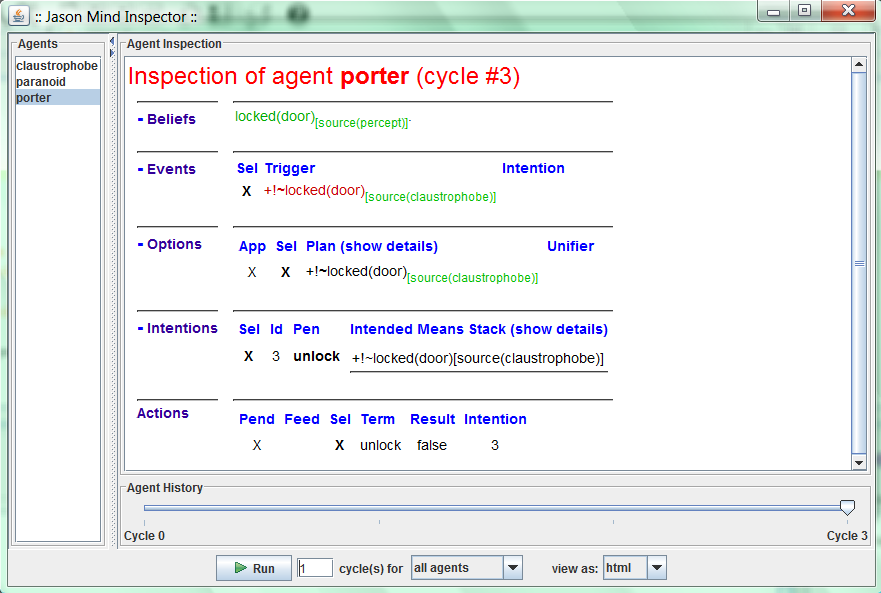 :: Jason Mind Inspector ::
Agents
claustrophobe
paranoid
porter
Agent Inspection
Inspection of agent porter (cycle #3)
- Beliefs locked(door)[source(percept)].
- Events Sel Trigger Intention
X +!~locked(door)[source(claustrophobe)]
- Options App Sel Plan (show details) Unifier
X X +!~locked(door)[source(claustrophobe)]
- Intentions Sel Id Pen Intended Means Stack (show details)
X 3 unlock +!~locked(door)[source(claustrophobe)]
Actions Pend Feed Sel Term Result Intention
X X unlock false 3
Agent History
Cycle 0 Cycle 3
Run 1 cycle(s) for all agents view as: html